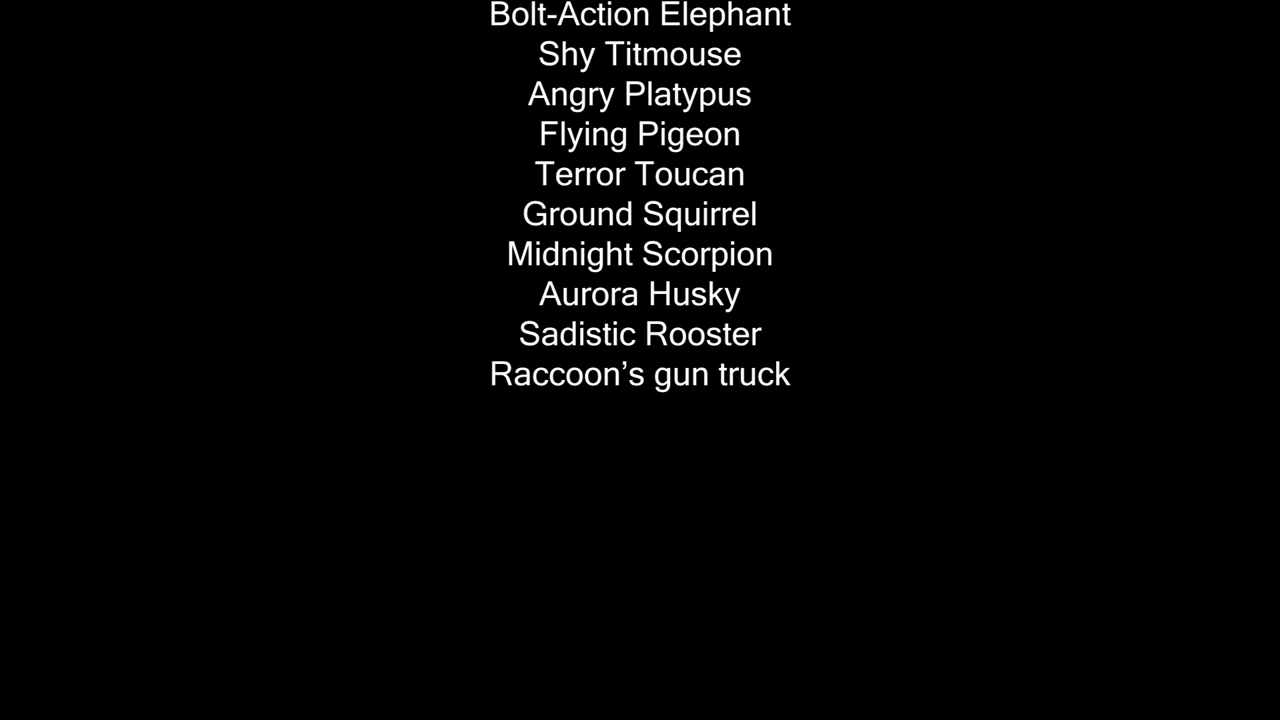 Bolt-Action Elephant
Shy Titmouse
Angry Platypus
Flying Pigeon
Terror Toucan
Ground Squirrel
Midnight Scorpion
Aurora Husky
Sadistic Rooster
Raccoon’s gun truck